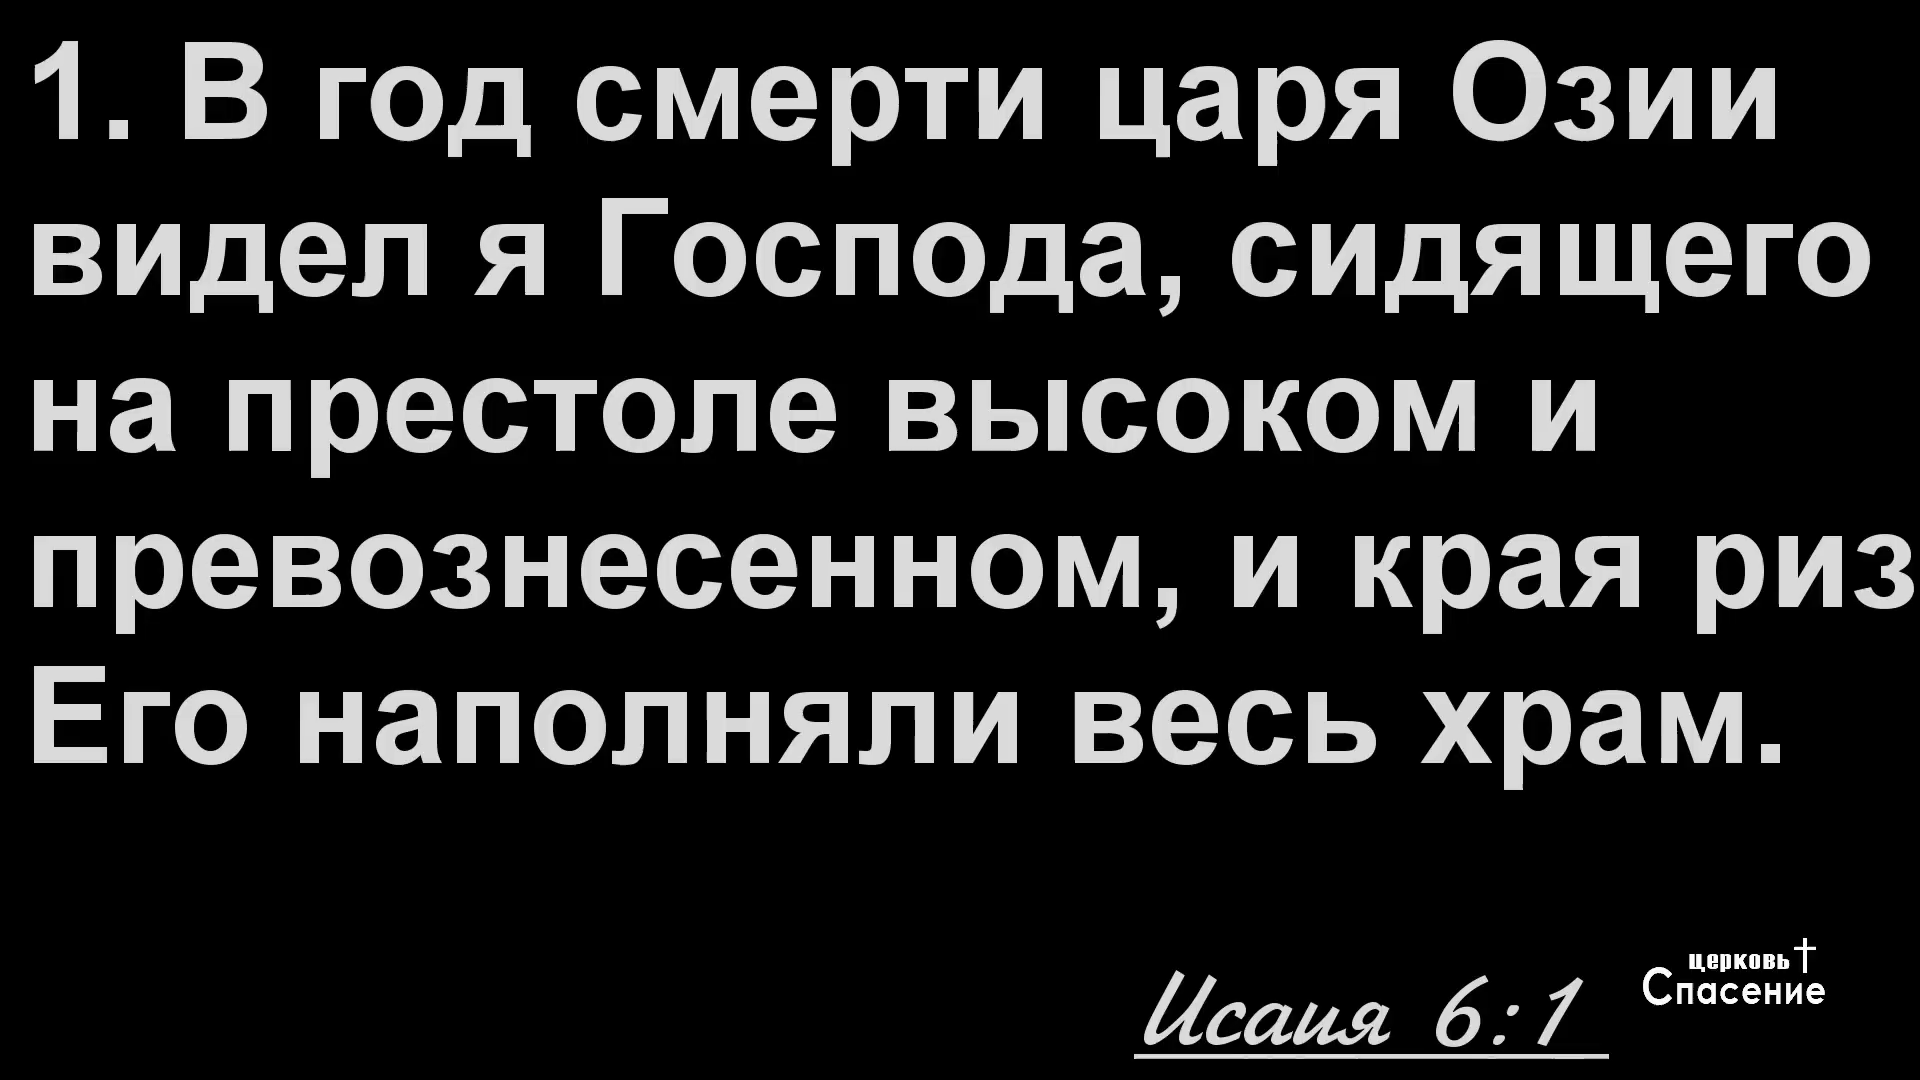 1. В год смерти царя Озии
видел я Господа, сидящего
на престоле высоком и
превознесенном, и края риз
Его наполняли весь храм.
Исаия 6:1
церковь
Спасение